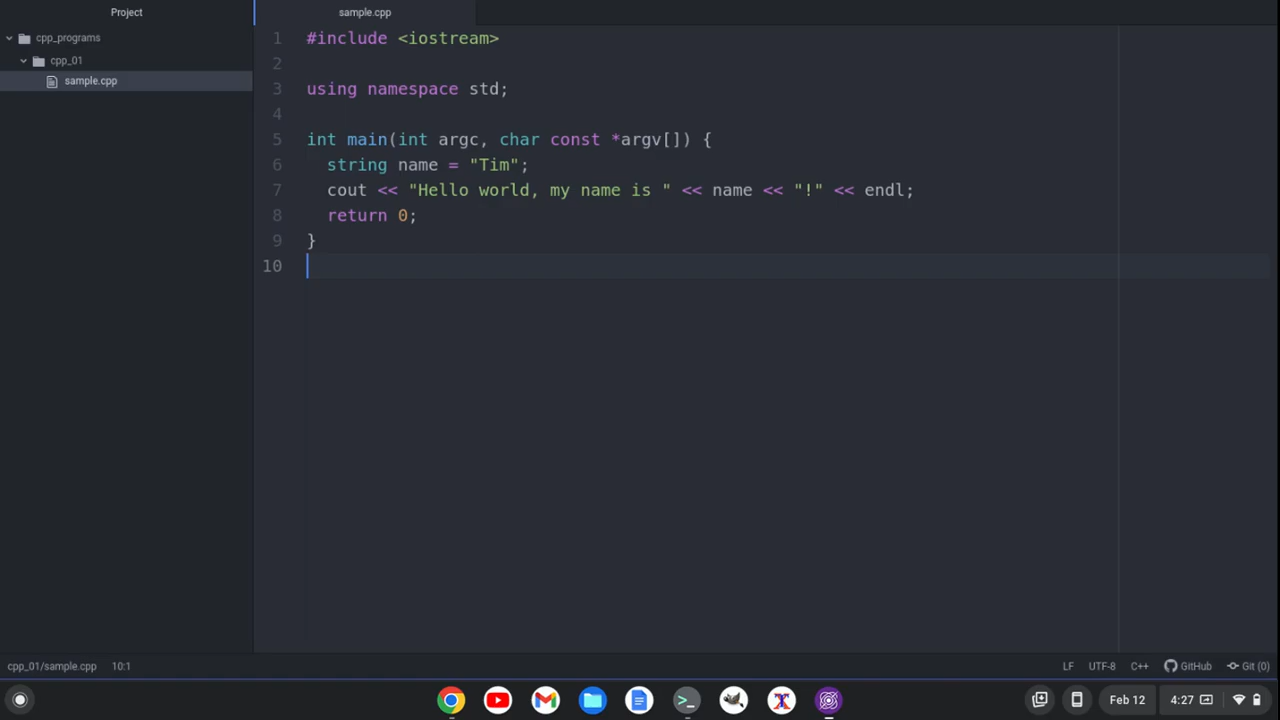 Project
cpp_programs
cpp_01
sample.cpp
sample.cpp
1 #include <iostream>
2
3 using namespace std;
4
5 int main(int argc, char const *argv[]) {
6   string name = "Tim";
7   cout << "Hello world, my name is " << name << "!" << endl;
8   return 0;
9 }
10
cpp_01/sample.cpp 10:1 LF UTF-8 C++ GitHub Git (0)
Feb 12 4:27